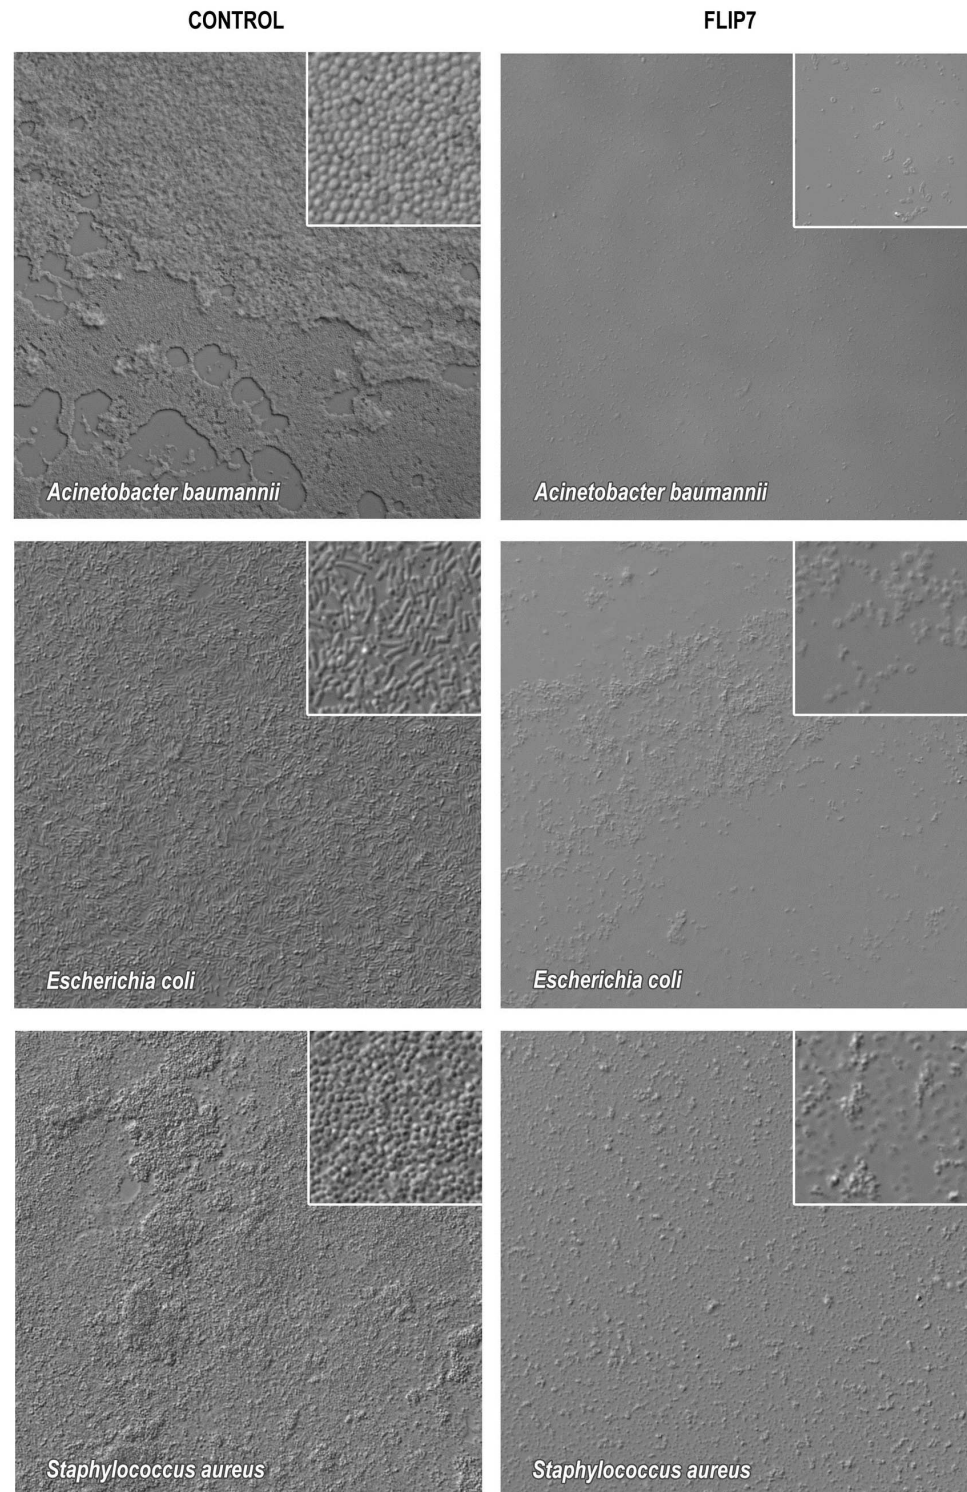 CONTROL
FLIP7
Acinetobacter baumannii
Acinetobacter baumannii
Escherichia coli
Escherichia coli
Staphylococcus aureus
Staphylococcus aureus